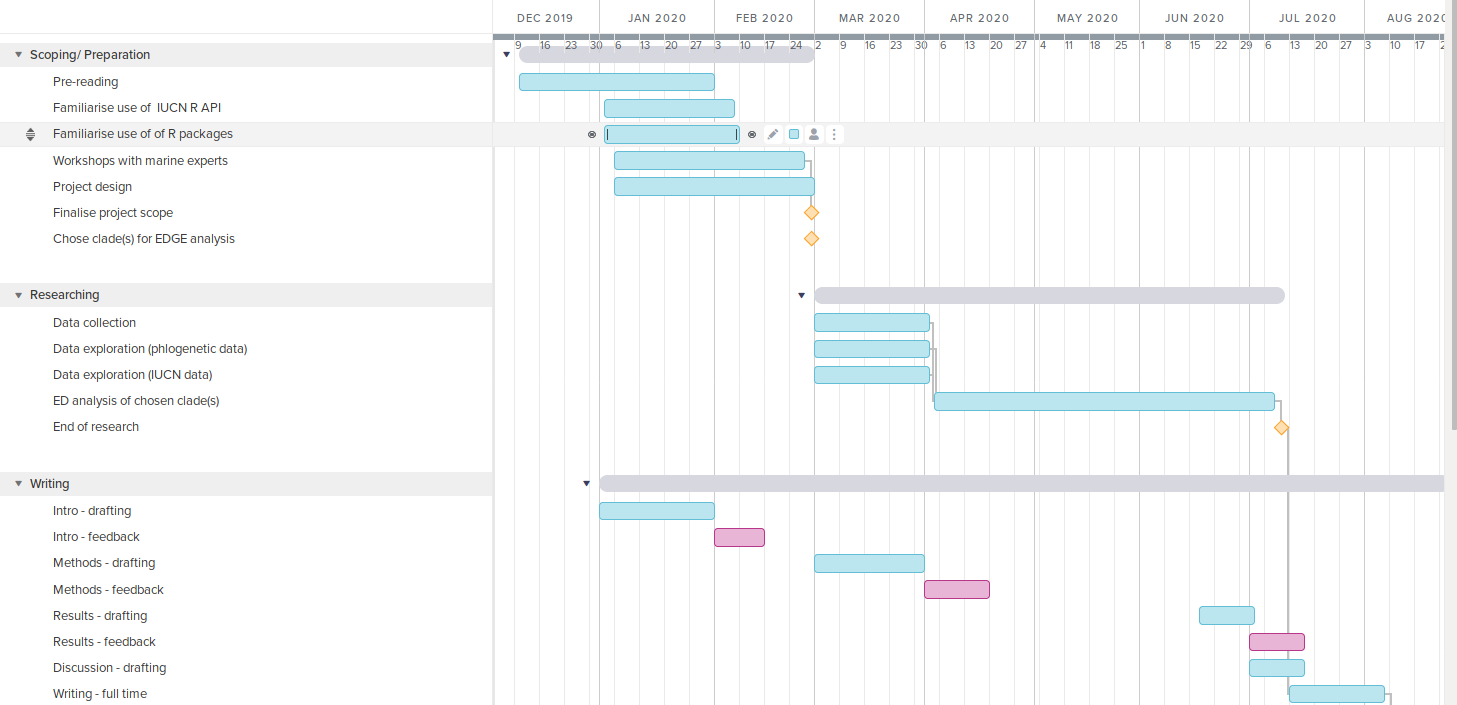 DEC 2019 JAN 2020 FEB 2020 MAR 2020 APR 2020 MAY 2020 JUN 2020 JUL 2020 AUG 2020
9 16 23 30 6 13 20 27 3 10 17 24 2 9 16 23 30 6 13 20 27 4 11 18 25 1 8 15 22 29 6 13 20 27 3 10 17
Scoping/ Preparation
Pre-reading
Familiarise use of IUCN R API
Familiarise use of of R packages
Workshops with marine experts
Project design
Finalise project scope
Chose clade(s) for EDGE analysis
Researching
Data collection
Data exploration (phlogenetic data)
Data exploration (IUCN data)
ED analysis of chosen clade(s)
End of research
Writing
Intro - drafting
Intro - feedback
Methods - drafting
Methods - feedback
Results - drafting
Results - feedback
Discussion - drafting
Writing - full time